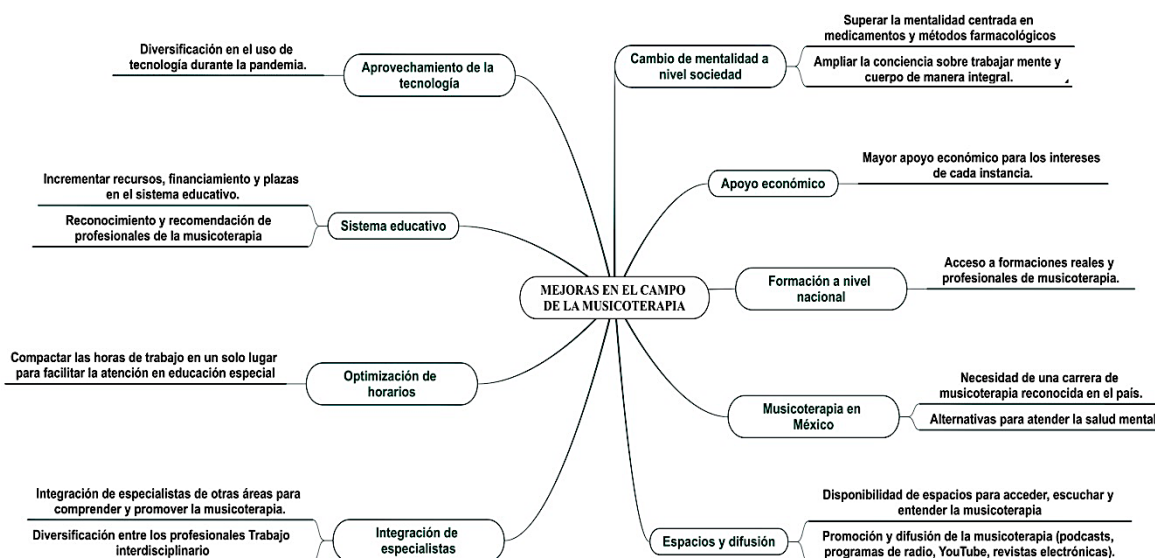 MEJORAS EN EL CAMPO
DE LA MUSICOTERAPIA
Aprovechamiento de la
tecnología
Diversificación en el uso de
tecnología durante la pandemia.
Sistema educativo
Incrementar recursos, financiamiento y plazas
en el sistema educativo.
Reconocimiento y recomendación de
profesionales de la musicoterapia
Optimización de
horarios
Compactar las horas de trabajo en un solo lugar
para facilitar la atención en educación especial
Integración de
especialistas
Integración de especialistas de otras áreas para
comprender y promover la musicoterapia.
Diversificación entre los profesionales Trabajo
interdisciplinario
Cambio de mentalidad a
nivel sociedad
Superar la mentalidad centrada en
medicamentos y métodos farmacológicos
Ampliar la conciencia sobre trabajar mente y
cuerpo de manera integral.
Apoyo económico
Mayor apoyo económico para los intereses
de cada instancia.
Formación a nivel
nacional
Acceso a formaciones reales y
profesionales de musicoterapia.
Musicoterapia en
México
Necesidad de una carrera de
musicoterapia reconocida en el país.
Alternativas para atender la salud mental
Espacios y difusión
Disponibilidad de espacios para acceder, escuchar y
entender la musicoterapia
Promoción y difusión de la musicoterapia (podcasts,
programas de radio, YouTube, revistas electrónicas).